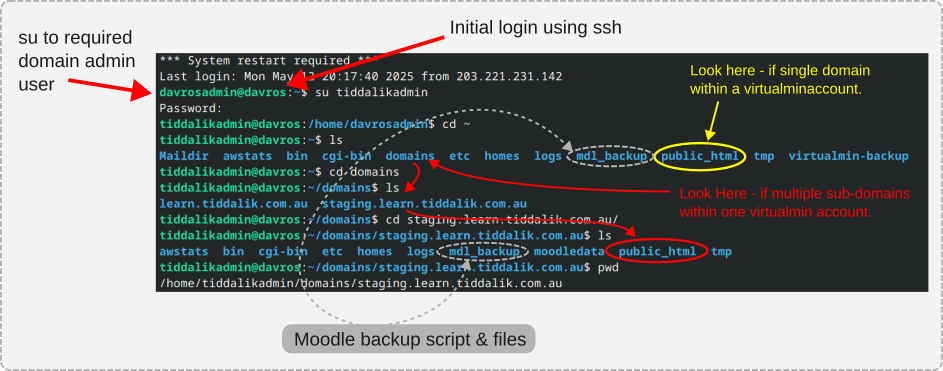 su to required
domain admin
user
Initial login using ssh
*** System restart required ***
Last login: Mon May 12 20:17:40 2025 from 203.221.231.142
davrosadmin@davros:~$ su tiddalikadmin
Password:
tiddalikadmin@davros:/home/davrosadmin$ cd ~
tiddalikadmin@davros:~$ ls
Maildir awstats bin cgi-bin domains etc homes logs mdl_backup public_html tmp virtualmin-backup
tiddalikadmin@davros:~$ cd domains
tiddalikadmin@davros:~/domains$ ls
learn.tiddalik.com.au staging.learn.tiddalik.com.au
tiddalikadmin@davros:~/domains$ cd staging.learn.tiddalik.com.au/
tiddalikadmin@davros:~/domains/staging.learn.tiddalik.com.au$ ls
awstats bin cgi-bin etc homes logs mdl_backup moodledata public_html tmp
tiddalikadmin@davros:~/domains/staging.learn.tiddalik.com.au$ pwd
/home/tiddalikadmin/domains/staging.learn.tiddalik.com.au
Look here - if single domain
within a virtualminaccount.
Look Here - if multiple sub-domains
within one virtualmin account.
Moodle backup script & files